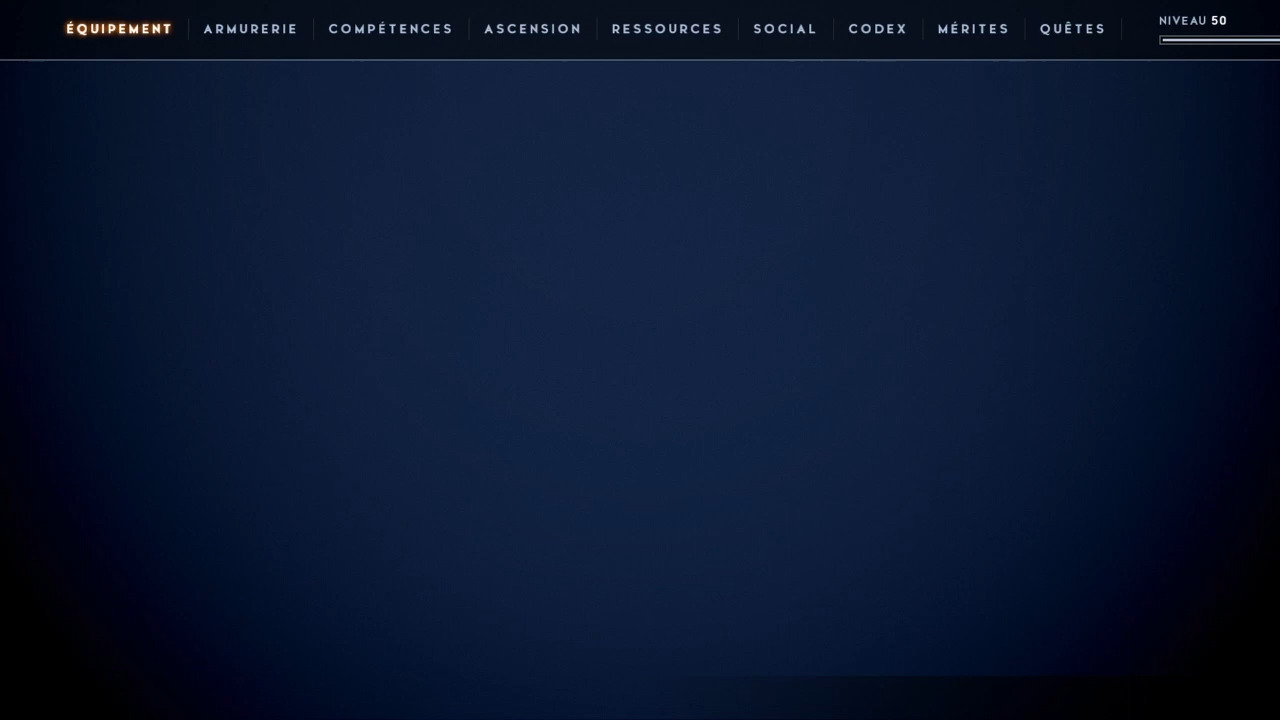 ÉQUIPEMENT ARMURERIE COMPÉTENCES ASCENSION RESSOURCES SOCIAL CODEX MÉRITES QUÊTES NIVEAU 50